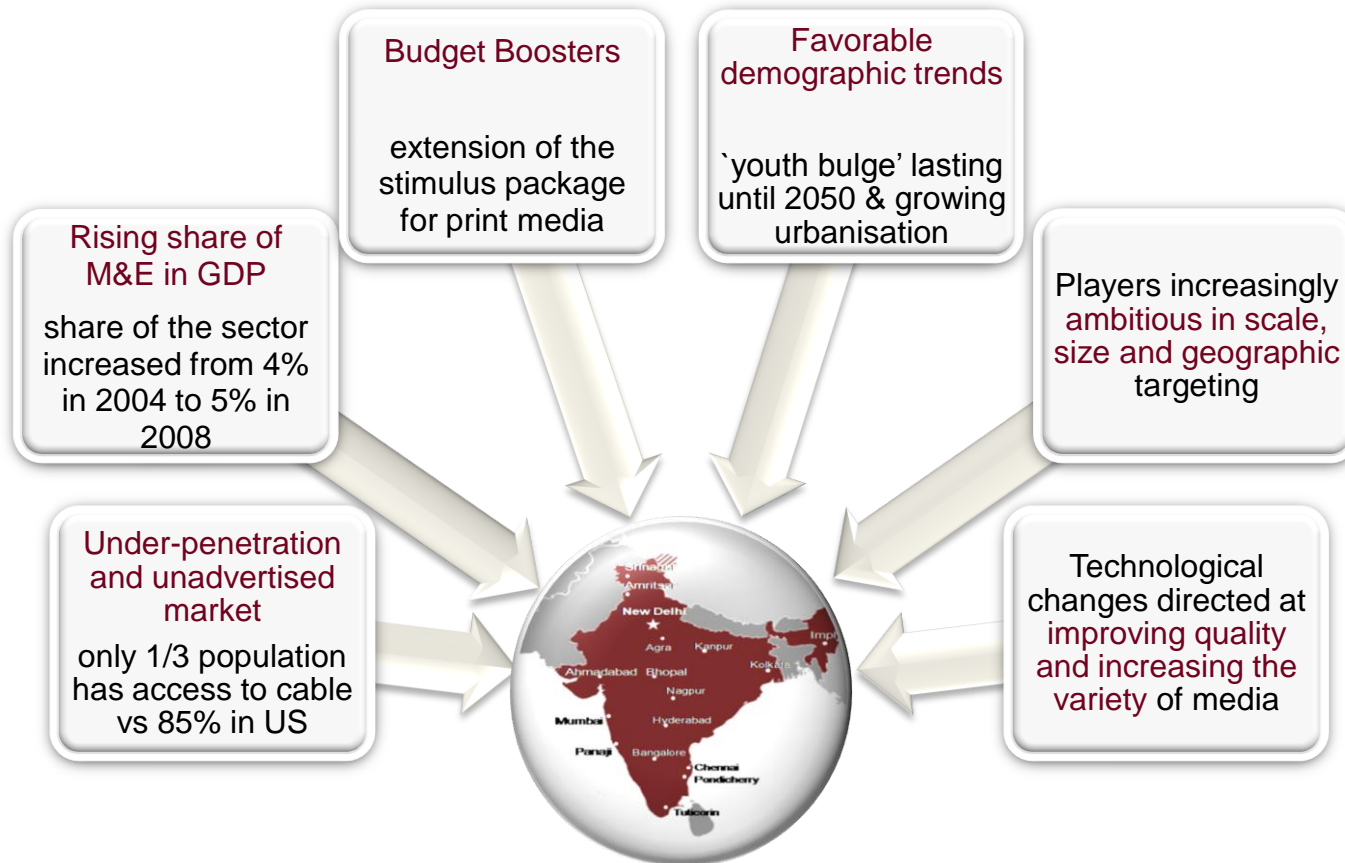 Budget Boosters
extension of the
stimulus package
for print media
Favorable
demographic trends
`youth bulge’ lasting
until 2050 & growing
urbanisation
Rising share of
M&E in GDP
share of the sector
increased from 4%
in 2004 to 5% in
2008
Players increasingly
ambitious in scale,
size and geographic
targeting
Under-penetration
and unadvertised
market
only 1/3 population
has access to cable
vs 85% in US
Technological
changes directed at
improving quality
and increasing the
variety of media
Amritsar
New Delhi
Agra
Kanpur
Ahmadabad
Bhopal
Kolkata
Nagpur
Mumbai
Hyderabad
Panaji
Bangalore
Chennai
Pondicherry
Tuticorin